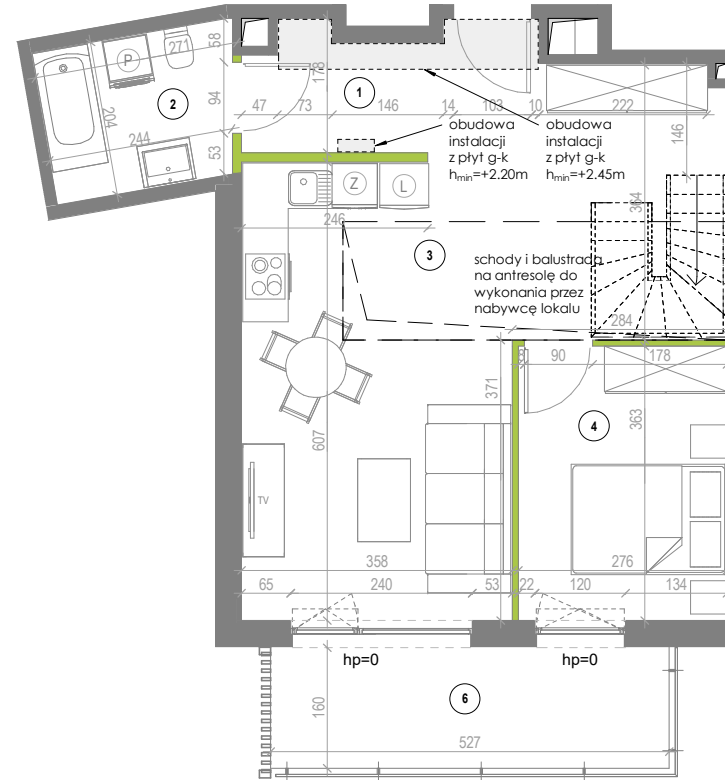 58
271
P
2
94
204
244
53
178
1
47
73
146
14
103
10
222
146
obudowa
instalacji
z płyt g-k
hmin=+2.20m
obudowa
instalacji
z płyt g-k
hmin=+2.45m
Z
L
246
364
3
schody i balustrada
na antresolę do
wykonania przez
nabywcę lokalu
284
8
90
178
371
363
4
607
TV
358
276
65
240
53
22
120
134
hp=0
hp=0
6
160
527